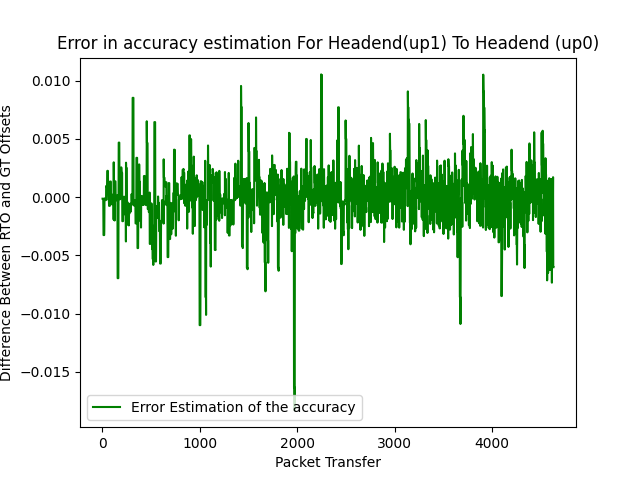 Error in accuracy estimation For Headend(up1) To Headend (up0)
Difference Between RTO and GT Offsets
0.010
0.005
0.000
−0.005
−0.010
−0.015
Error Estimation of the accuracy
0 1000 2000 3000 4000
Packet Transfer